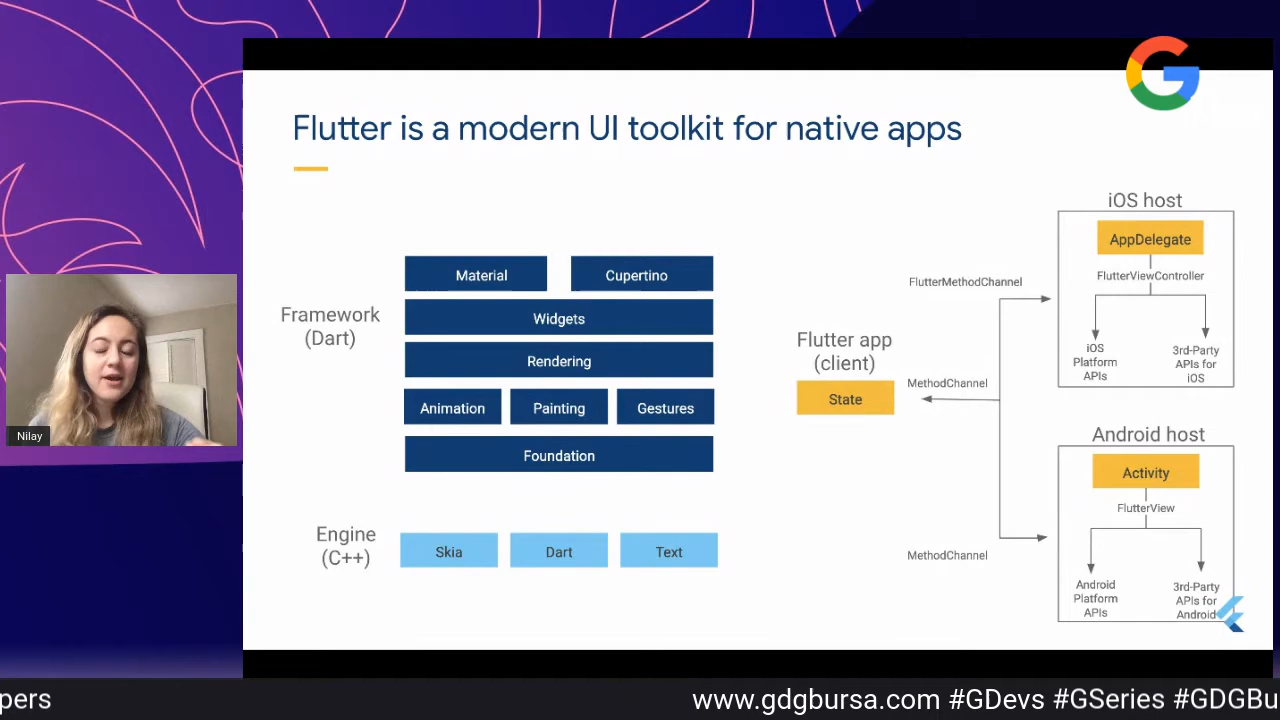 Flutter is a modern UI toolkit for native apps
Framework
(Dart)
Material
Cupertino
Widgets
Rendering
Animation
Painting
Gestures
Foundation
Engine
(C++)
Skia
Dart
Text
Flutter app
(client)
State
FlutterMethodChannel
MethodChannel
MethodChannel
iOS host
AppDelegate
FlutterViewController
iOS
Platform
APIs
3rd-Party
APIs for
iOS
Android host
Activity
FlutterView
Android
Platform
APIs
3rd-Party
APIs for
Android
Nilay
pers
www.gdgbursa.com #GDevs #GSeries #GDGBu